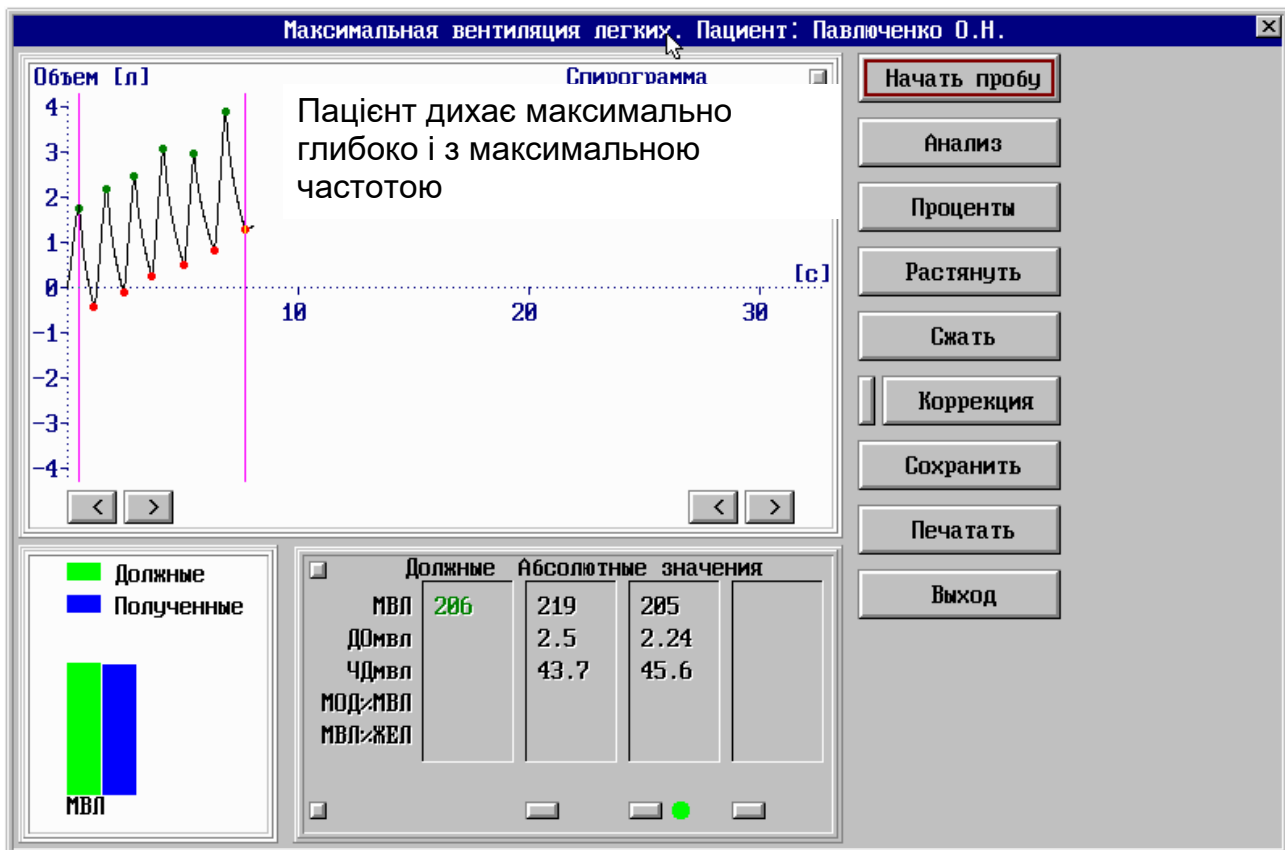 Максимальная вентиляция легких. Пациент: Павлюченко О.Н.
Объем [л]
Спирограмма
Пацієнт дихає максимально
глибоко і з максимальною
частотою
4
3
2
1
0
-1
-2
-3
-4
10
20
30
[с]
< >
< >
Начать пробу
Анализ
Проценты
Растянуть
Сжать
Коррекция
Сохранить
Печатать
Выход
Должные
Полученные
МВЛ
Должные Абсолютные значения
МВЛ 206 219 205
ДОмвл 2.5 2.24
ЧДмвл 43.7 45.6
МОД%МВЛ
МВЛ%ЖЕЛ